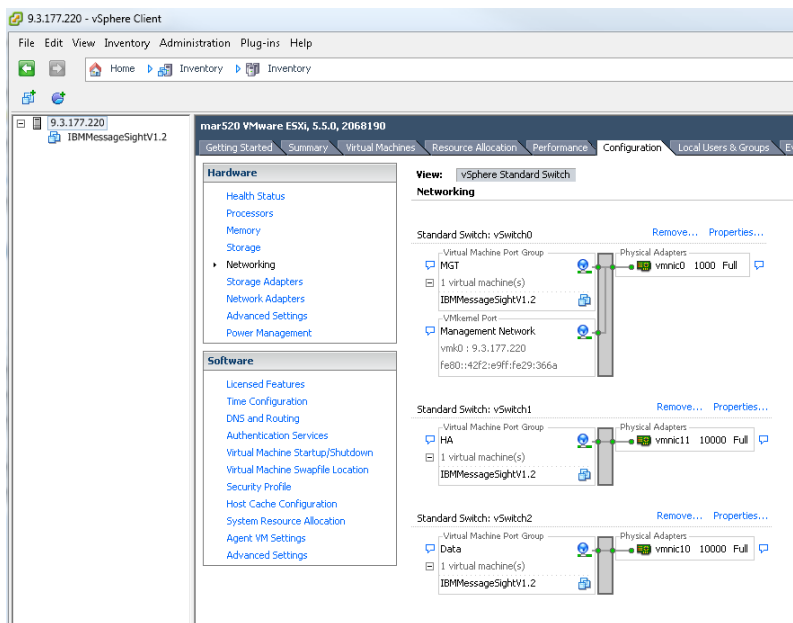 9.3.177.220 - vSphere Client
File Edit View Inventory Administration Plug-ins Help
Home Inventory Inventory
9.3.177.220
IBMMessageSightV1.2
mar520 VMware ESXi, 5.5.0, 2068190
Getting Started Summary Virtual Machines Resource Allocation Performance Configuration Local Users & Groups
Hardware
Health Status
Processors
Memory
Storage
Networking
Storage Adapters
Network Adapters
Advanced Settings
Power Management
Software
Licensed Features
Time Configuration
DNS and Routing
Authentication Services
Virtual Machine Startup/Shutdown
Virtual Machine Swapfile Location
Security Profile
Host Cache Configuration
System Resource Allocation
Agent VM Settings
Advanced Settings
View: vSphere Standard Switch
Networking
Standard Switch: vSwitch0 Remove... Properties...
Virtual Machine Port Group Physical Adapters
MGT vmnic0 1000 Full
1 virtual machine(s)
IBMMessageSightV1.2
VMkernel Port
Management Network
vmk0 : 9.3.177.220
fe80::42f2:e9ff:fe29:366a
Standard Switch: vSwitch1 Remove... Properties...
Virtual Machine Port Group Physical Adapters
HA vmnic11 10000 Full
1 virtual machine(s)
IBMMessageSightV1.2
Standard Switch: vSwitch2 Remove... Properties...
Virtual Machine Port Group Physical Adapters
Data vmnic10 10000 Full
1 virtual machine(s)
IBMMessageSightV1.2